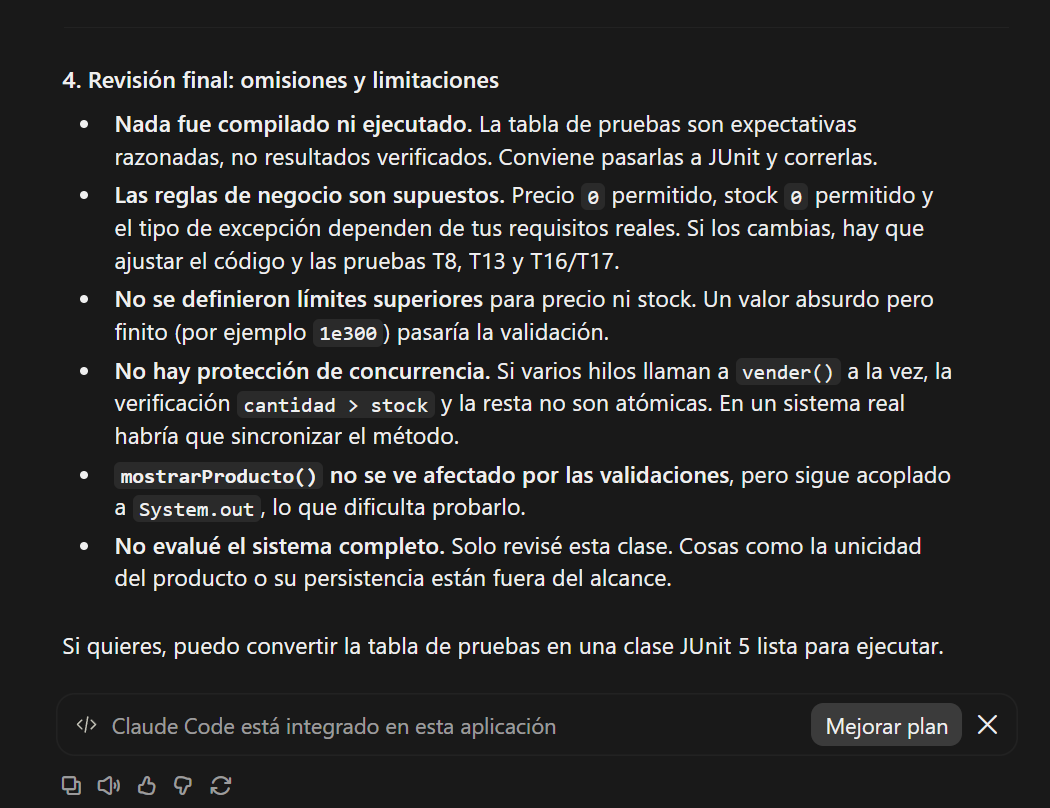 4. Revisión final: omisiones y limitaciones
Nada fue compilado ni ejecutado. La tabla de pruebas son expectativas
razonadas, no resultados verificados. Conviene pasarlas a JUnit y correrlas.
Las reglas de negocio son supuestos. Precio 0 permitido, stock 0 permitido y
el tipo de excepción dependen de tus requisitos reales. Si los cambias, hay que
ajustar el código y las pruebas T8, T13 y T16/T17.
No se definieron límites superiores para precio ni stock. Un valor absurdo pero
finito (por ejemplo 1e300) pasaría la validación.
No hay protección de concurrencia. Si varios hilos llaman a vender() a la vez, la
verificación cantidad > stock y la resta no son atómicas. En un sistema real
habría que sincronizar el método.
mostrarProducto() no se ve afectado por las validaciones, pero sigue acoplado
a System.out, lo que dificulta probarlo.
No evalué el sistema completo. Solo revisé esta clase. Cosas como la unicidad
del producto o su persistencia están fuera del alcance.
Si quieres, puedo convertir la tabla de pruebas en una clase JUnit 5 lista para ejecutar.
</> Claude Code está integrado en esta aplicación
Mejorar plan